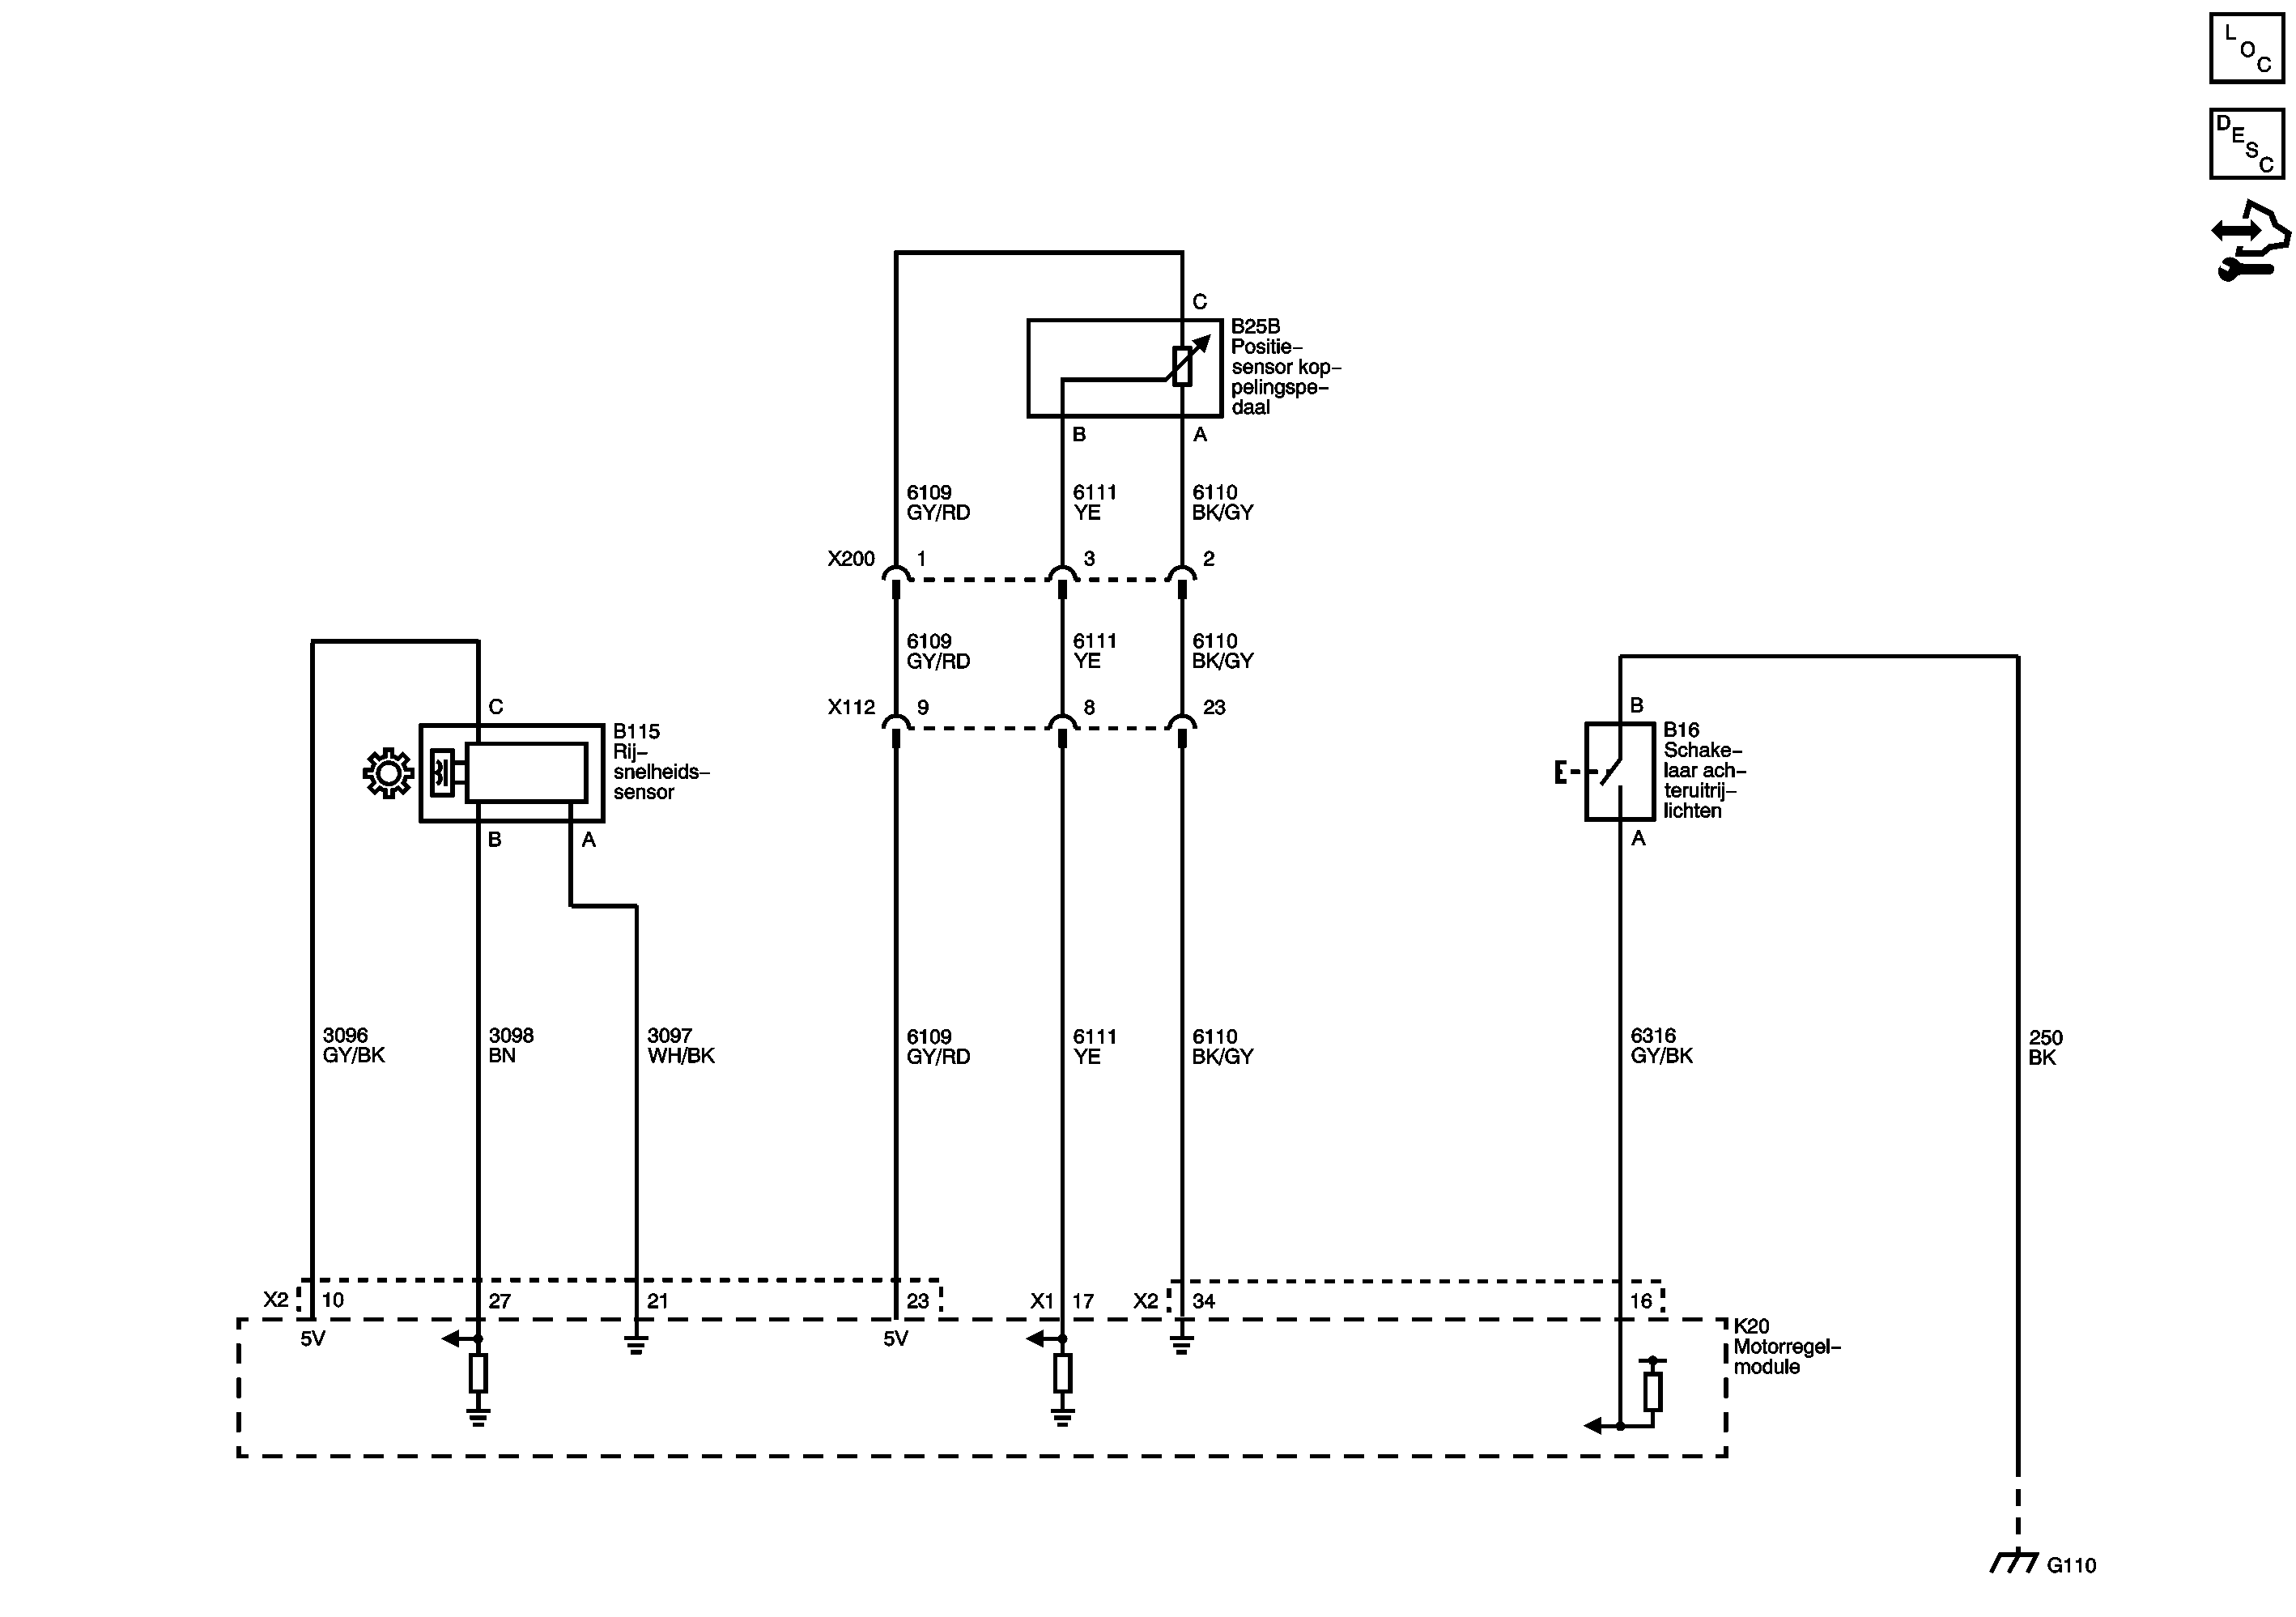 L
O
C
D
E
S
C
C
B25B
Positie–
sensor kop–
pelingspe–
daal
B
A
6109
GY/RD
6111
YE
6110
BK/GY
X200
1
3
2
6109
GY/RD
6111
YE
6110
BK/GY
X112
9
8
23
C
B115
Rij–
snelheids–
sensor
B
A
B
B16
Schake–
laar ach–
teruitrij–
lichten
A
3096
GY/BK
3098
BN
3097
WH/BK
6109
GY/RD
6111
YE
6110
BK/GY
6316
GY/BK
250
BK
X2
10
27
21
23
X1
17
X2
34
16
5V
5V
K20
Motorregel–
module
G110